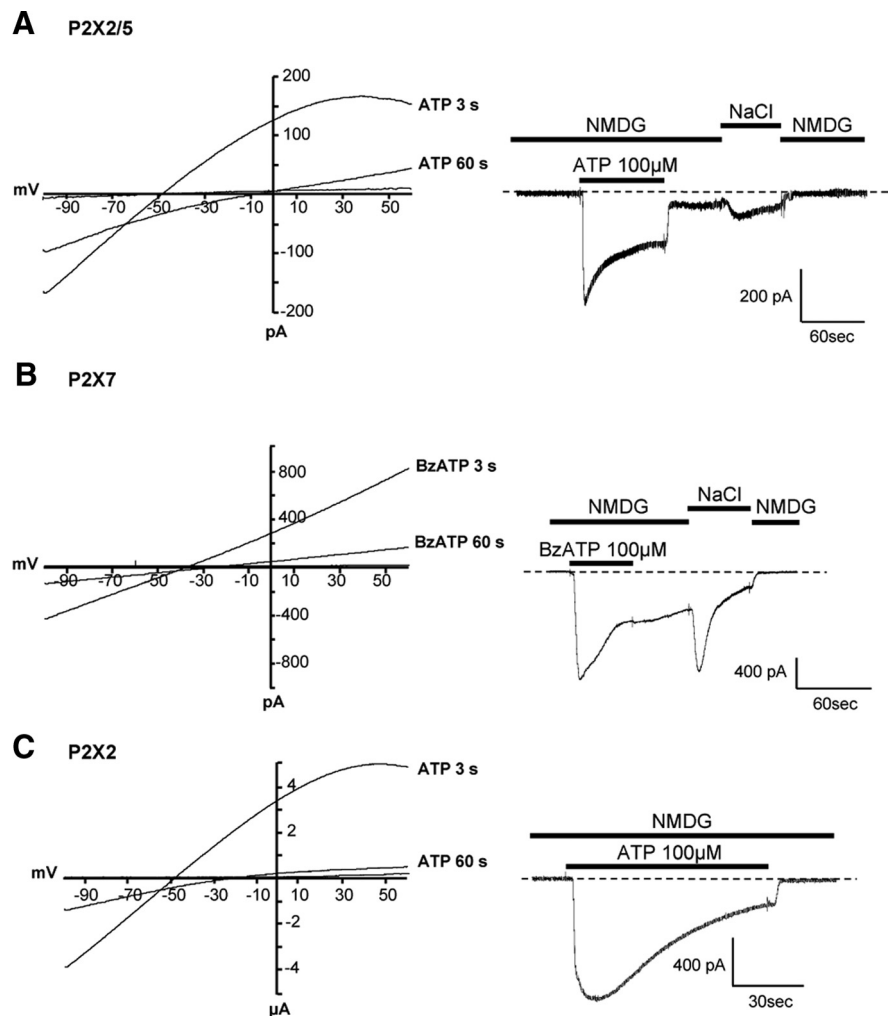 A P2X2/5
200
100
-100
-200
pA
mV
-90 -70 -50 -30 -10 10 30 50
ATP 3 s
ATP 60 s
NaCl
NMDG NMDG
ATP 100µM
200 pA
60sec
B P2X7
800
400
-400
-800
pA
mV
-90 -70 -50 -30 -10 10 30 50
BzATP 3 s
BzATP 60 s
NaCl
NMDG NMDG
BzATP 100µM
400 pA
60sec
C P2X2
4
2
-2
-4
µA
mV
-90 -70 -50 -30 -10 10 30 50
ATP 3 s
ATP 60 s
NMDG
ATP 100µM
400 pA
30sec